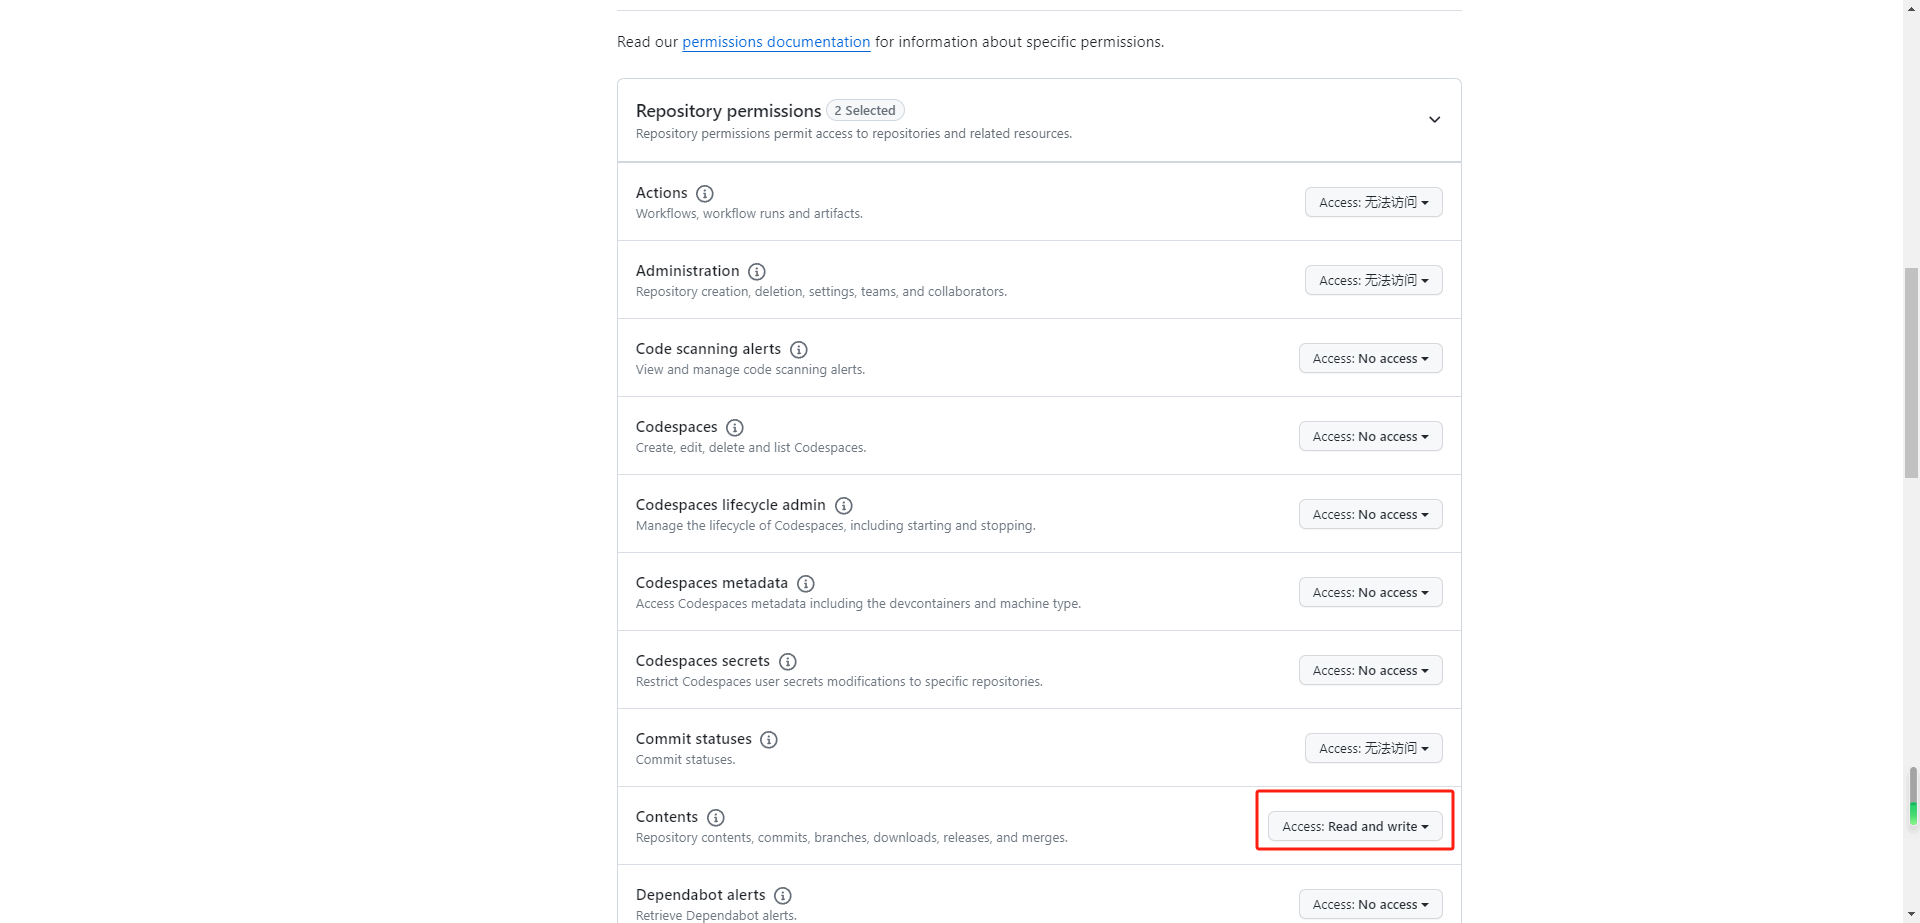 Read our permissions documentation for information about specific permissions.
Repository permissions 2 Selected
Repository permissions permit access to repositories and related resources.
Actions
Workflows, workflow runs and artifacts.
Access: 无法访问
Administration
Repository creation, deletion, settings, teams, and collaborators.
Access: 无法访问
Code scanning alerts
View and manage code scanning alerts.
Access: No access
Codespaces
Create, edit, delete and list Codespaces.
Access: No access
Codespaces lifecycle admin
Manage the lifecycle of Codespaces, including starting and stopping.
Access: No access
Codespaces metadata
Access Codespaces metadata including the devcontainers and machine type.
Access: No access
Codespaces secrets
Restrict Codespaces user secrets modifications to specific repositories.
Access: No access
Commit statuses
Commit statuses.
Access: 无法访问
Contents
Repository contents, commits, branches, downloads, releases, and merges.
Access: Read and write
Dependabot alerts
Retrieve Dependabot alerts.
Access: No access